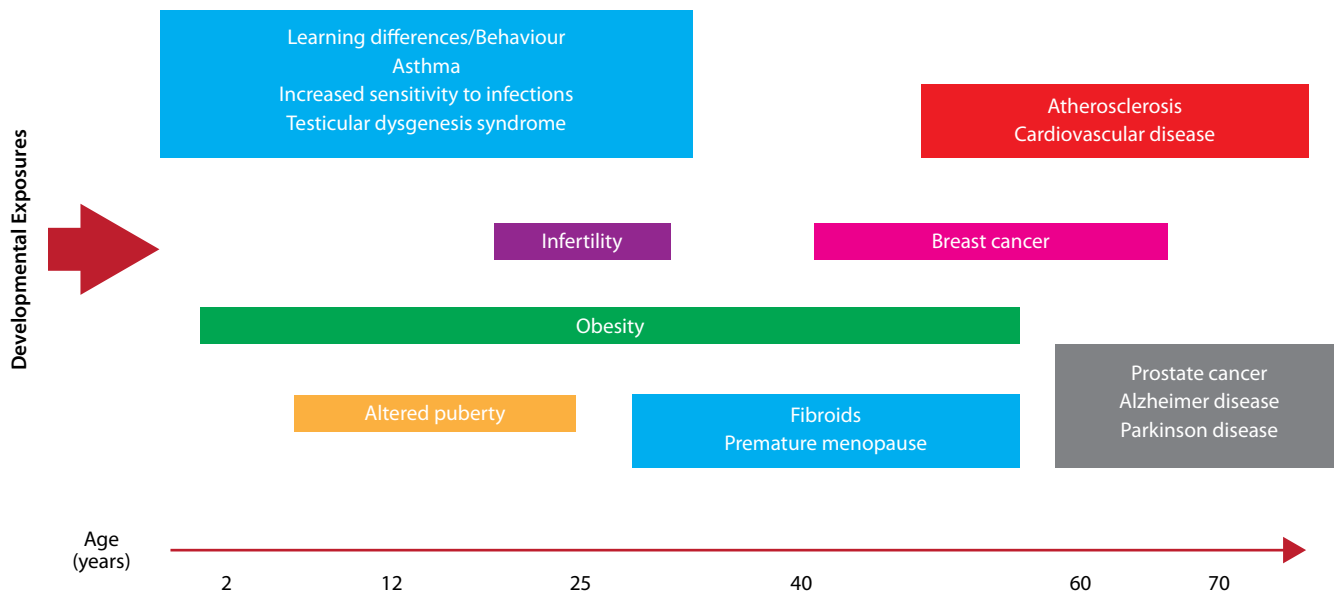 Developmental Exposures
Learning differences/Behaviour
Asthma
Increased sensitivity to infections
Testicular dysgenesis syndrome
Atherosclerosis
Cardiovascular disease
Infertility
Breast cancer
Obesity
Altered puberty
Fibroids
Premature menopause
Prostate cancer
Alzheimer disease
Parkinson disease
Age
(years)
2
12
25
40
60
70